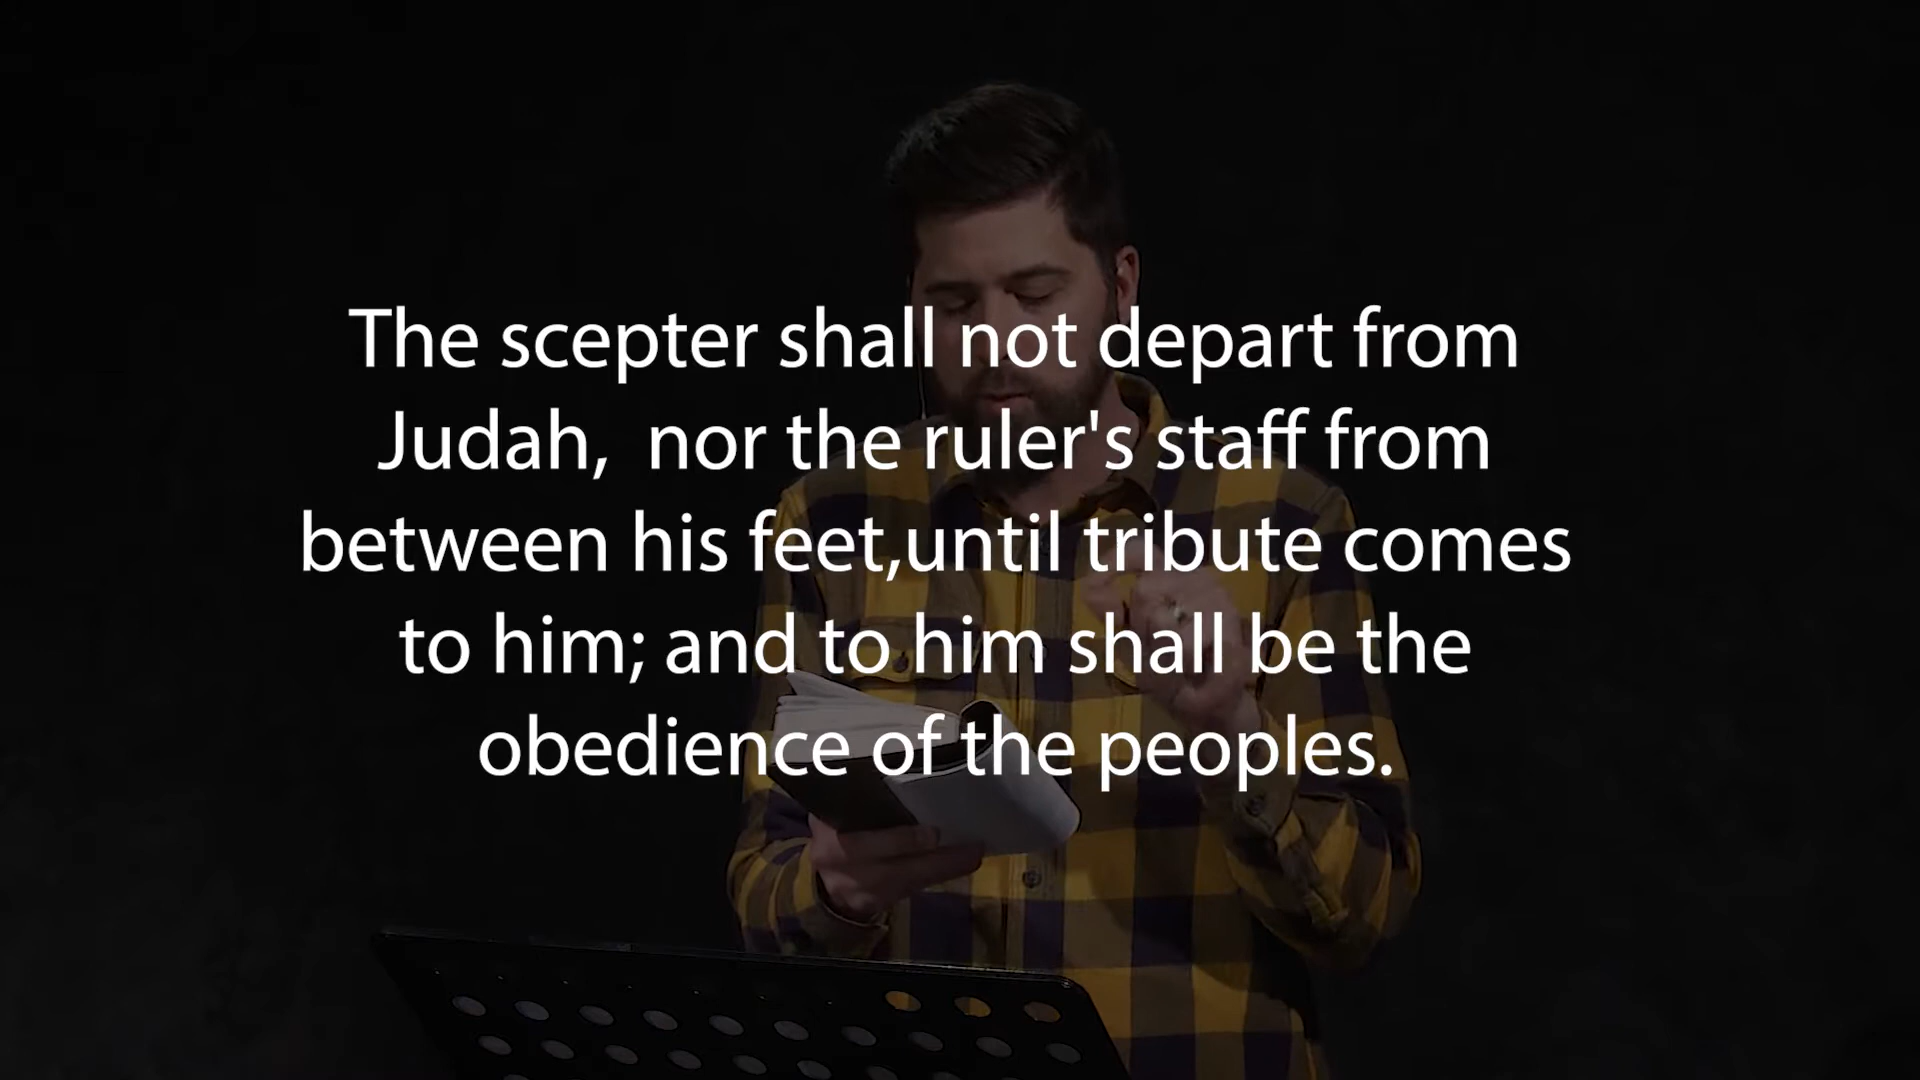 The scepter shall not depart from
Judah,  nor the ruler's staff from
between his feet,until tribute comes
to him; and to him shall be the
obedience of the peoples.